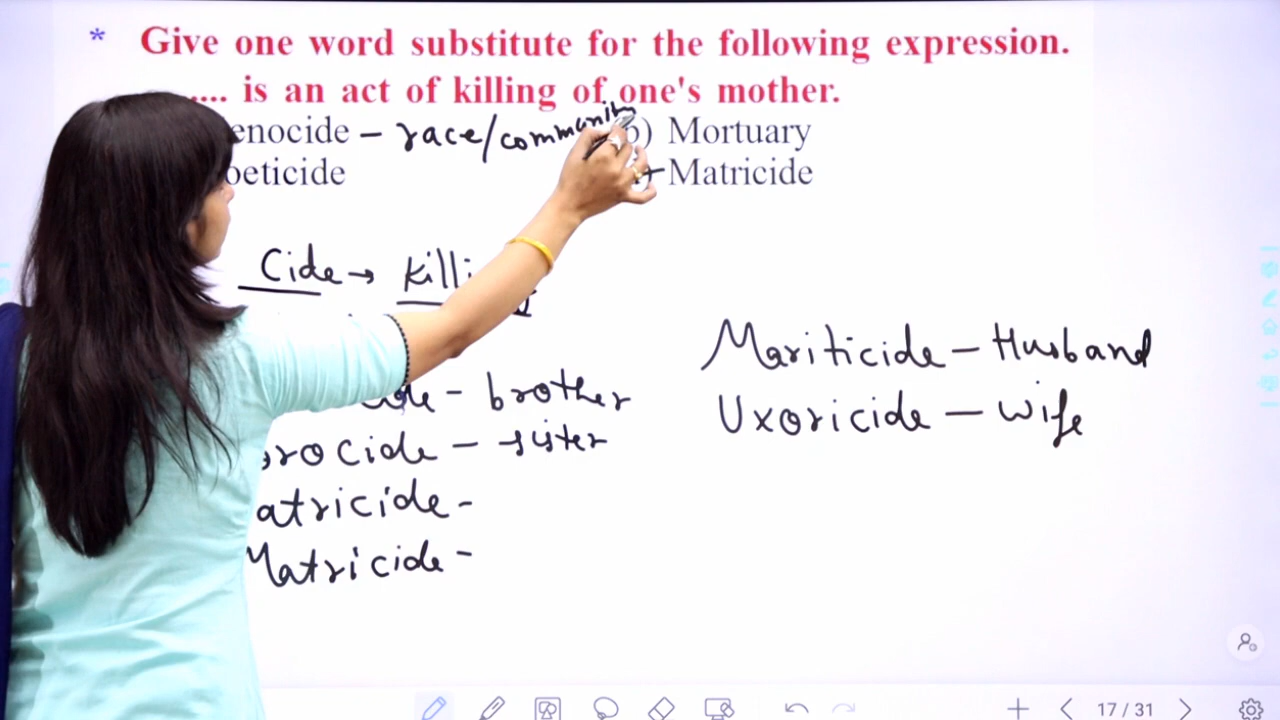 * Give one word substitute for the following expression.
.... is an act of killing of one's mother.
enocide - race/community b) Mortuary
oeticide Matricide
Cide → Killi
Mariticide - Husband
cide - brother
Uxoricide - wife
rocide - sister
atricide -
Matricide -
17 / 31